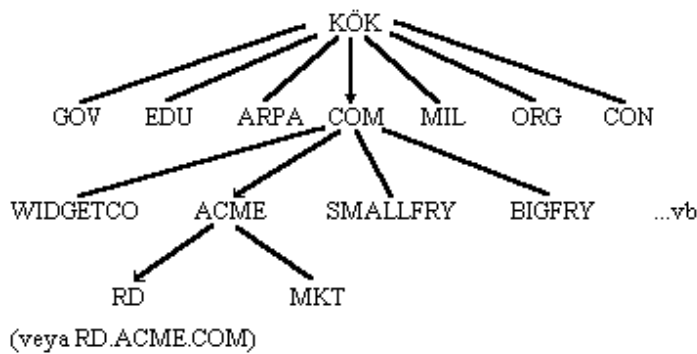 KÖK
GOV EDU ARPA COM MIL ORG CON
WIDGETCO ACME SMALLFRY BIGFRY ...vb
RD MKT
(veya RD.ACME.COM)